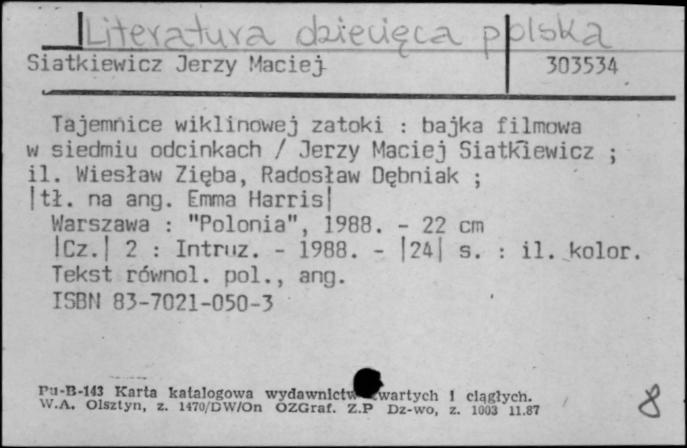 Literatura dziecięca polska
Siatkiewicz Jerzy Maciej 303534
Tajemnice wiklinowej zatoki : bajka filmowa
w siedmiu odcinkach / Jerzy Maciej Siatkiewicz ;
il. Wiesław Zięba, Radosław Dębniak ;
|tł. na ang. Emma Harris|
Warszawa : "Polonia", 1988. - 22 cm
|Cz.| 2 : Intruz. - 1988. - |24| s. : il. kolor.
Tekst równol. pol., ang.
ISBN 83-7021-050-3
Pu-B-143 Karta katalogowa wydawnictw zwartych i ciągłych.
W.A. Olsztyn, z. 1470/DW/On OZGraf. Z.P Dz-wo, z. 1003 11.87
8